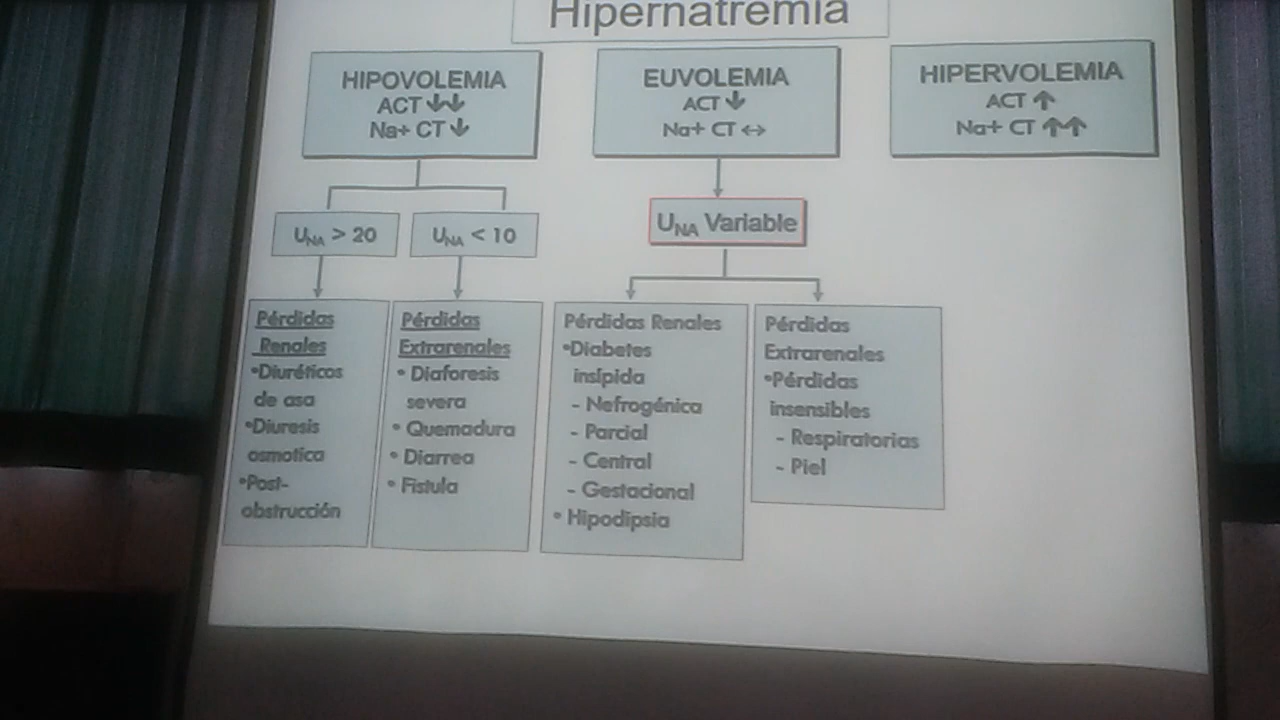 Hipernatremia
HIPOVOLEMIA
ACT ↓↓
Na+ CT ↓
EUVOLEMIA
ACT ↓
Na+ CT ↔
HIPERVOLEMIA
ACT ↑
Na+ CT ↑↑
UNA > 20
UNA < 10
UNA Variable
Pérdidas
Renales
•Diuréticos
de asa
•Diuresis
osmotica
•Post-
obstrucción
Pérdidas
Extrarenales
• Diaforesis
severa
• Quemadura
• Diarrea
• Fistula
Pérdidas Renales
•Diabetes
insípida
- Nefrogénica
- Parcial
- Central
- Gestacional
• Hipodipsia
Pérdidas
Extrarenales
•Pérdidas
insensibles
- Respiratorias
- Piel